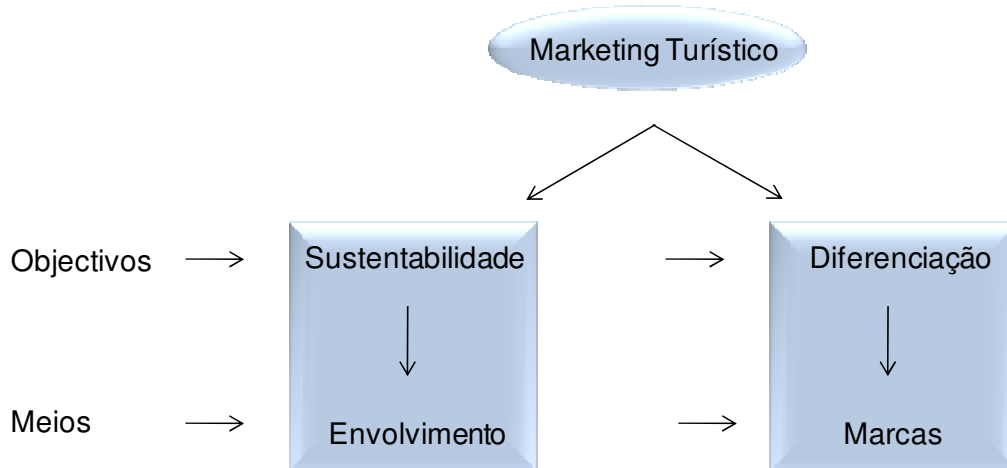 Marketing Turístico
Objectivos
Sustentabilidade
Diferenciação
Meios
Envolvimento
Marcas